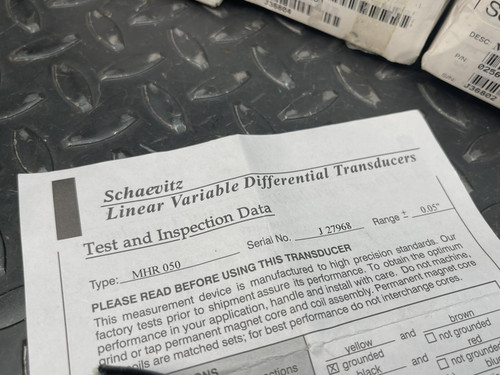 DESC
P/N
S/N J36802
Schaevitz
Linear Variable Differential Transducers
Test and Inspection Data
Type: MHR 050 Serial No. J 27968 Range ± 0.05"
PLEASE READ BEFORE USING THIS TRANSDUCER
This measurement device is manufactured to high precision standards. Our
factory tests prior to shipment assure its performance. To obtain the optimum
performance in your application, handle and install with care. Do not machine,
grind or tap permanent magnet core and coil assembly. Permanent magnet core
coils are matched sets; for best performance do not interchange cores.
yellow and brown
X grounded not grounded
black and red
not